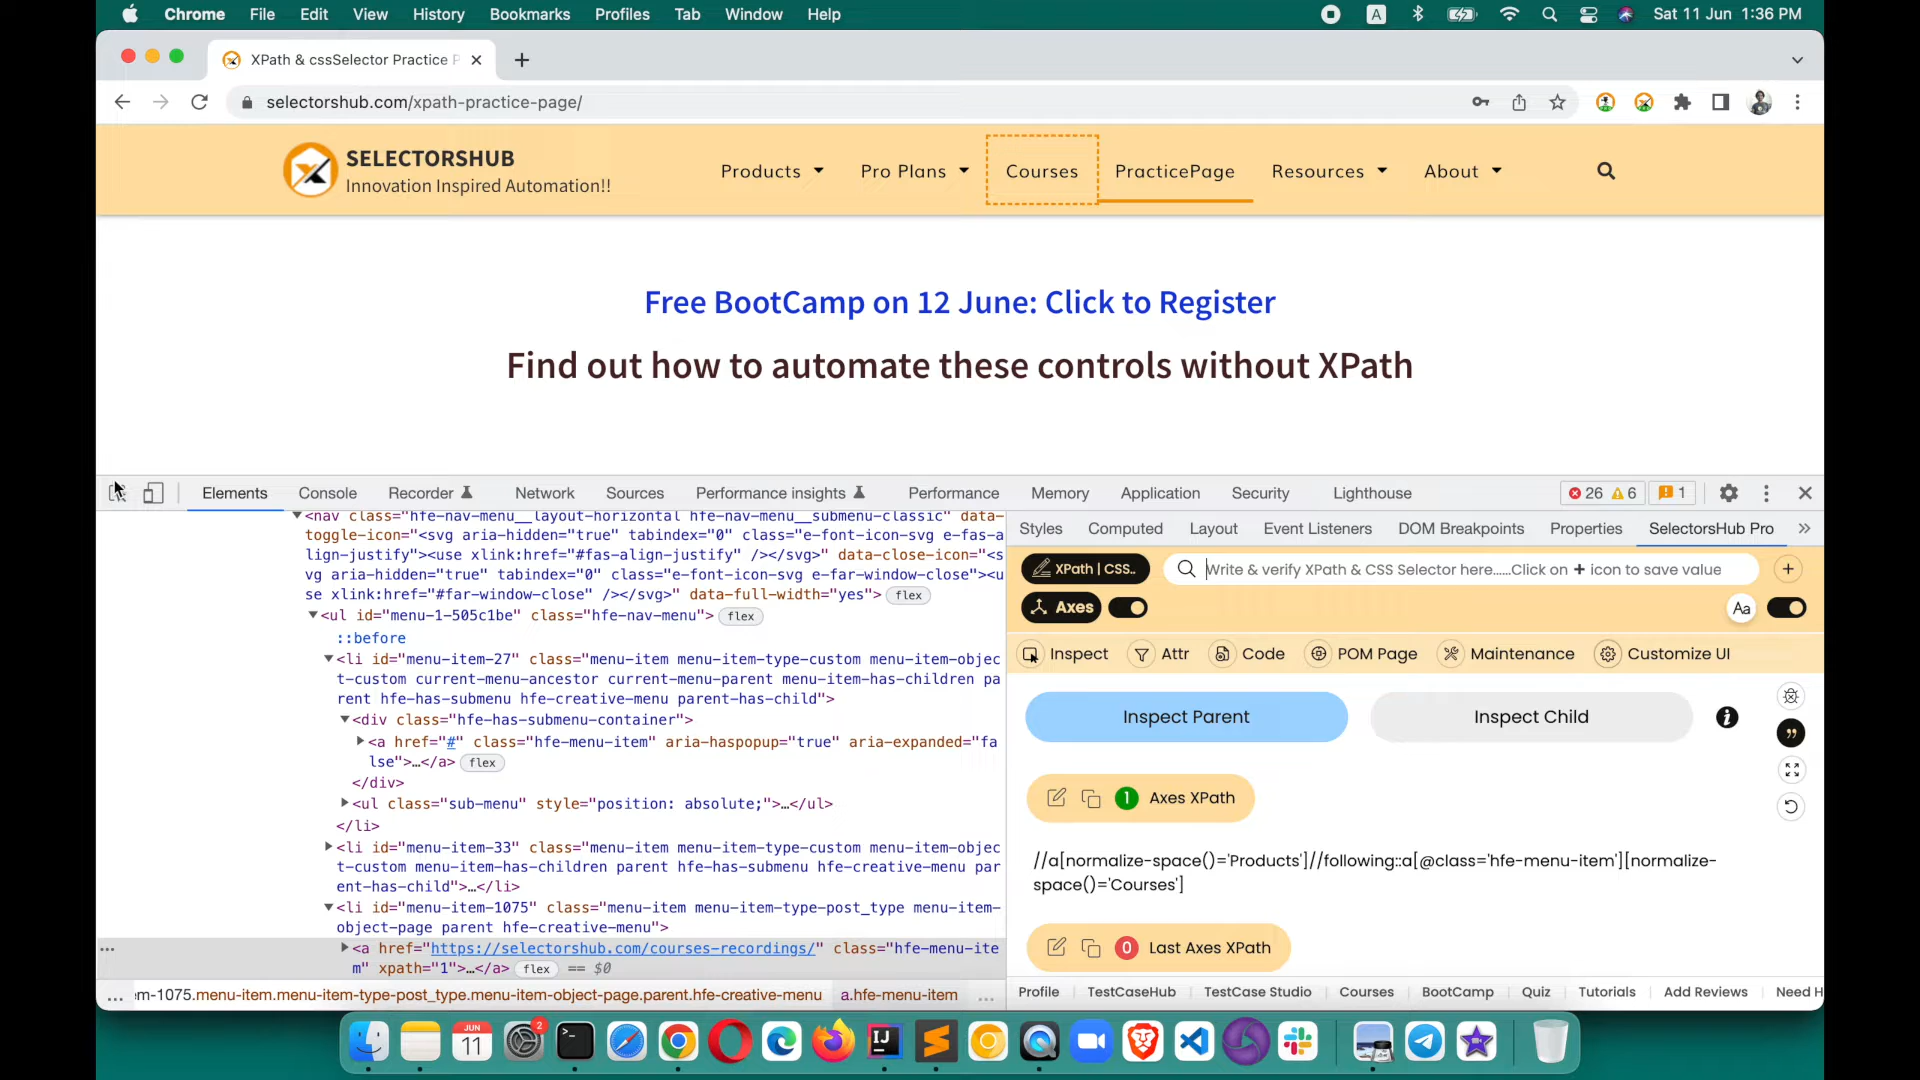 Chrome File Edit View History Bookmarks Profiles Tab Window Help
A
Sat 11 Jun 1:36 PM
XPath & cssSelector Practice P
selectorshub.com/xpath-practice-page/
SELECTORSHUB
Innovation Inspired Automation!!
Products Pro Plans Courses PracticePage Resources About
Free BootCamp on 12 June: Click to Register
Find out how to automate these controls without XPath
Elements Console Recorder Network Sources Performance insights Performance Memory Application Security Lighthouse 26 6 1
<nav class="hfe-nav-menu__layout-horizontal hfe-nav-menu__submenu-classic" data-
toggle-icon="<svg aria-hidden="true" tabindex="0" class="e-font-icon-svg e-fas-a
lign-justify"><use xlink:href="#fas-align-justify" /></svg>" data-close-icon="<s
vg aria-hidden="true" tabindex="0" class="e-font-icon-svg e-far-window-close"><u
se xlink:href="#far-window-close" /></svg>" data-full-width="yes"> flex
<ul id="menu-1-505c1be" class="hfe-nav-menu"> flex
::before
<li id="menu-item-27" class="menu-item menu-item-type-custom menu-item-objec
t-custom current-menu-ancestor current-menu-parent menu-item-has-children pa
rent hfe-has-submenu hfe-creative-menu parent-has-child">
<div class="hfe-has-submenu-container">
<a href="#" class="hfe-menu-item" aria-haspopup="true" aria-expanded="fa
lse">…</a> flex
</div>
<ul class="sub-menu" style="position: absolute;">…</ul>
</li>
<li id="menu-item-33" class="menu-item menu-item-type-custom menu-item-objec
t-custom menu-item-has-children parent hfe-has-submenu hfe-creative-menu par
ent-has-child">…</li>
<li id="menu-item-1075" class="menu-item menu-item-type-post_type menu-item-
object-page parent hfe-creative-menu">
<a href="https://selectorshub.com/courses-recordings/" class="hfe-menu-ite
m" xpath="1">…</a> flex == $0
… em-1075.menu-item.menu-item-type-post_type.menu-item-object-page.parent.hfe-creative-menu a.hfe-menu-item …
Styles Computed Layout Event Listeners DOM Breakpoints Properties SelectorsHub Pro
XPath | CSS.. Write & verify XPath & CSS Selector here......Click on + icon to save value
Axes Aa
Inspect Attr Code POM Page Maintenance Customize UI
Inspect Parent Inspect Child
1 Axes XPath
//a[normalize-space()='Products']//following::a[@class='hfe-menu-item'][normalize-
space()='Courses']
0 Last Axes XPath
Profile TestCaseHub TestCase Studio Courses BootCamp Quiz Tutorials Add Reviews Need H
JUN
11
2
IJ